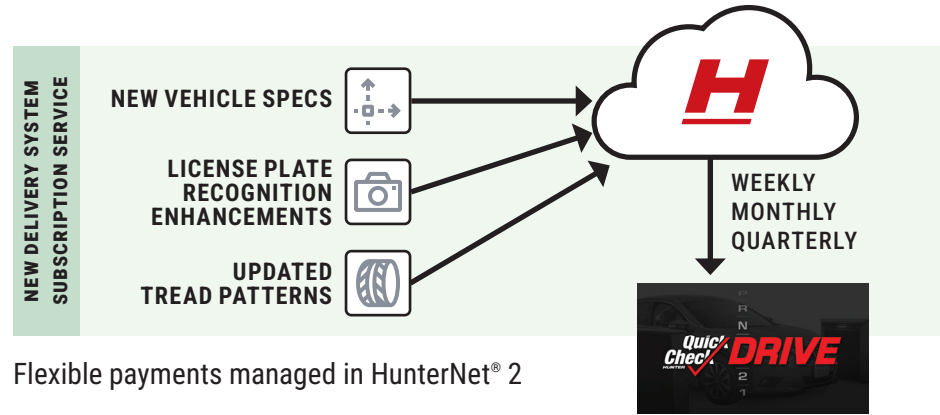 NEW DELIVERY SYSTEM
SUBSCRIPTION SERVICE
NEW VEHICLE SPECS
LICENSE PLATE
RECOGNITION
ENHANCEMENTS
UPDATED
TREAD PATTERNS
H
WEEKLY
MONTHLY
QUARTERLY
P
R
N
Quick
Check DRIVE
HUNTER
2
1
Flexible payments managed in HunterNet® 2